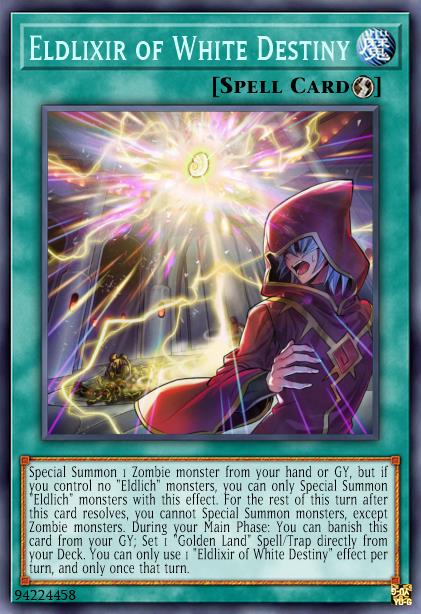 Eldlixir of White Destiny 魔
[Spell Card]
Special Summon 1 Zombie monster from your hand or GY, but if
you control no "Eldlich" monsters, you can only Special Summon
"Eldlich" monsters with this effect. For the rest of this turn after
this card resolves, you cannot Special Summon monsters, except
Zombie monsters. During your Main Phase: You can banish this
card from your GY; Set 1 "Golden Land" Spell/Trap directly from
your Deck. You can only use 1 "Eldlixir of White Destiny" effect per
turn, and only once that turn.
94224458